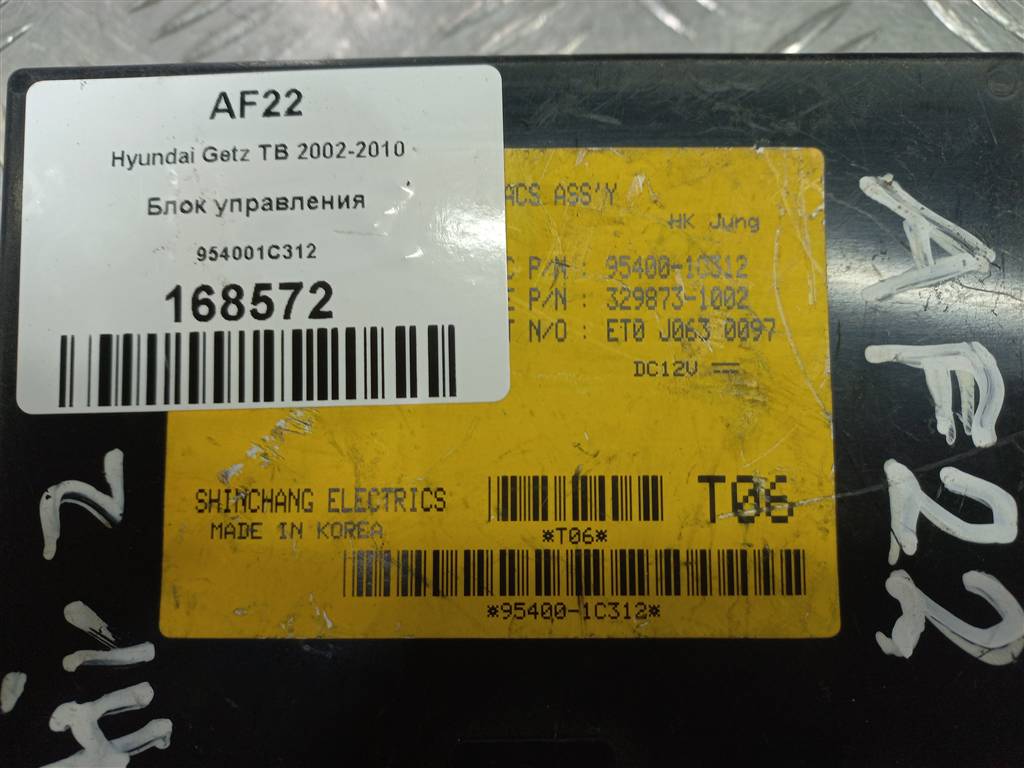 AF22
Hyundai Getz TB 2002-2010
Блок управления
954001C312
168572
ACS ASS'Y
HK Jung
C P/N : 95400-1C312
E P/N : 329873-1002
T N/O : ET0 J063 0097
DC12V
SHINCHANG ELECTRICS
MADE IN KOREA
*T06*
T06
*95400-1C312*
AF22